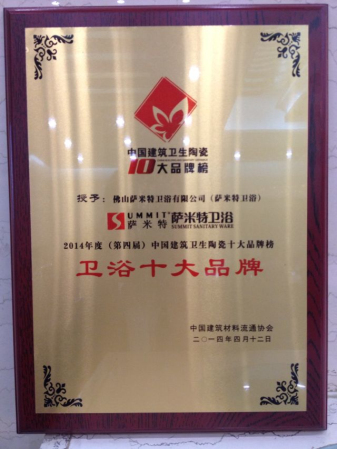 中国建筑卫生陶瓷
10大品牌榜
授予：佛山萨米特卫浴有限公司（萨米特卫浴）
SUMMIT 萨米特卫浴
萨米特 SUMMIT SANITARY WARE
2014年度（第四届）中国建筑卫生陶瓷十大品牌榜
卫浴十大品牌
中国建筑材料流通协会
二〇一四年四月十二日